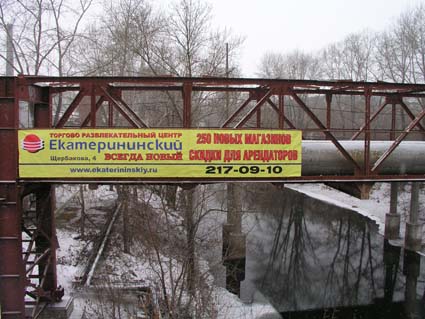 ТОРГОВО РАЗВЛЕКАТЕЛЬНЫЙ ЦЕНТР
Екатерининский
Щербакова, 4 ВСЕГДА НОВЫЙ
www.ekaterininskiy.ru
250 НОВЫХ МАГАЗИНОВ
СКИДКИ ДЛЯ АРЕНДАТОРОВ
217-09-10